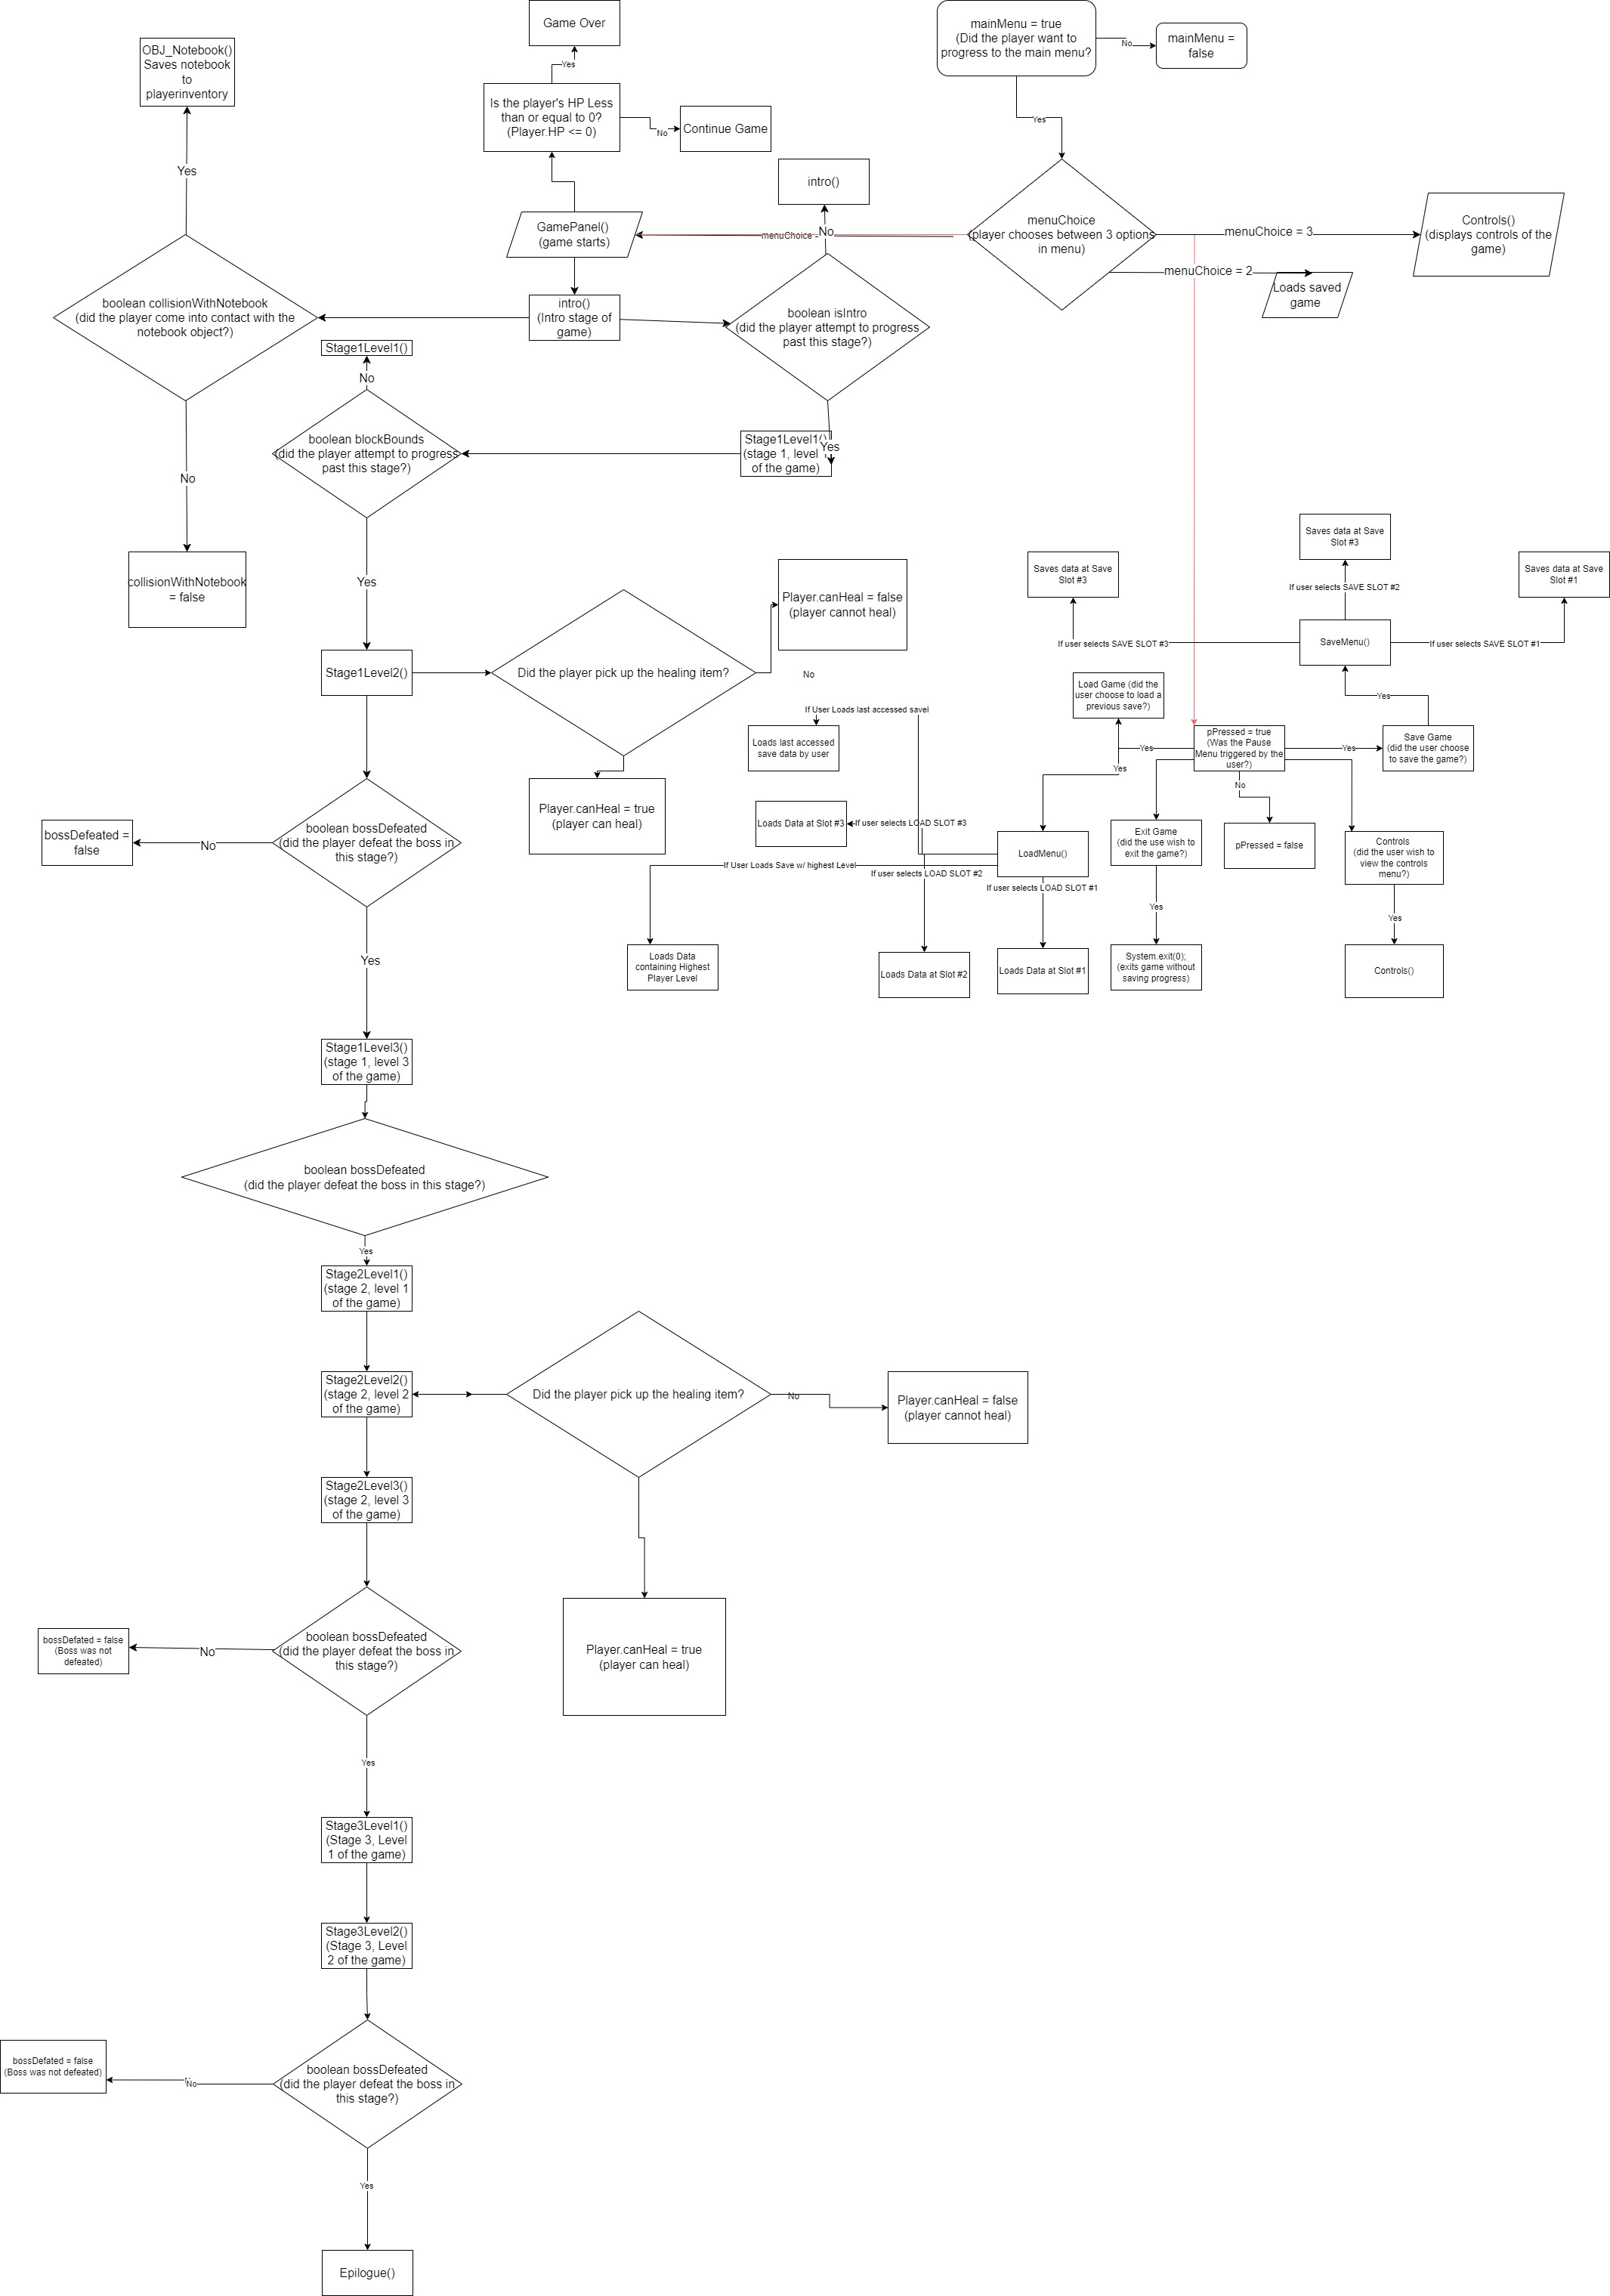 Game Over
mainMenu = true
(Did the player want to
progress to the main menu?
No
mainMenu =
false
OBJ_Notebook()
Saves notebook
to
playerinventory
Yes
Is the player's HP Less
than or equal to 0?
(Player.HP <= 0)
No
Continue Game
Yes
Yes
intro()
GamePanel()
(game starts)
menuChoice -
No
menuChoice
(player chooses between 3 options
in menu)
menuChoice = 3
Controls()
(displays controls of the
game)
menuChoice = 2
Loads saved
game
boolean collisionWithNotebook
(did the player come into contact with the
notebook object?)
intro()
(Intro stage of
game)
boolean isIntro
(did the player attempt to progress
past this stage?)
Stage1Level1()
No
boolean blockBounds
(did the player attempt to progress
past this stage?)
Stage1Level1()
(stage 1, level
of the game)
Yes
No
collisionWithNotebook
= false
Yes
Saves data at Save
Slot #3
Saves data at Save
Slot #3
Saves data at Save
Slot #1
If user selects SAVE SLOT #2
If user selects SAVE SLOT #3
SaveMenu()
If user selects SAVE SLOT #1
Player.canHeal = false
(player cannot heal)
Stage1Level2()
Did the player pick up the healing item?
No
Load Game (did the
user choose to load a
previous save?)
Yes
If User Loads last accessed savel
Loads last accessed
save data by user
pPressed = true
(Was the Pause
Menu triggered by the
user?)
Yes
Yes
Save Game
(did the user choose
to save the game?)
Yes
No
Player.canHeal = true
(player can heal)
Loads Data at Slot #3
If user selects LOAD SLOT #3
LoadMenu()
Exit Game
(did the use wish to
exit the game?)
pPressed = false
Controls
(did the user wish to
view the controls
menu?)
bossDefeated =
false
No
boolean bossDefeated
(did the player defeat the boss in
this stage?)
If User Loads Save w/ highest Level
If user selects LOAD SLOT #2
If user selects LOAD SLOT #1
Yes
Yes
Yes
Loads Data
containing Highest
Player Level
Loads Data at Slot #2
Loads Data at Slot #1
System.exit(0);
(exits game without
saving progress)
Controls()
Stage1Level3()
(stage 1, level 3
of the game)
boolean bossDefeated
(did the player defeat the boss in this stage?)
Yes
Stage2Level1()
(stage 2, level 1
of the game)
Stage2Level2()
(stage 2, level 2
of the game)
Did the player pick up the healing item?
No
Player.canHeal = false
(player cannot heal)
Stage2Level3()
(stage 2, level 3
of the game)
bossDefated = false
(Boss was not
defeated)
No
boolean bossDefeated
(did the player defeat the boss in
this stage?)
Player.canHeal = true
(player can heal)
Yes
Stage3Level1()
(Stage 3, Level
1 of the game)
Stage3Level2()
(Stage 3, Level
2 of the game)
bossDefated = false
(Boss was not defeated)
No
boolean bossDefeated
(did the player defeat the boss in
this stage?)
Yes
Epilogue()